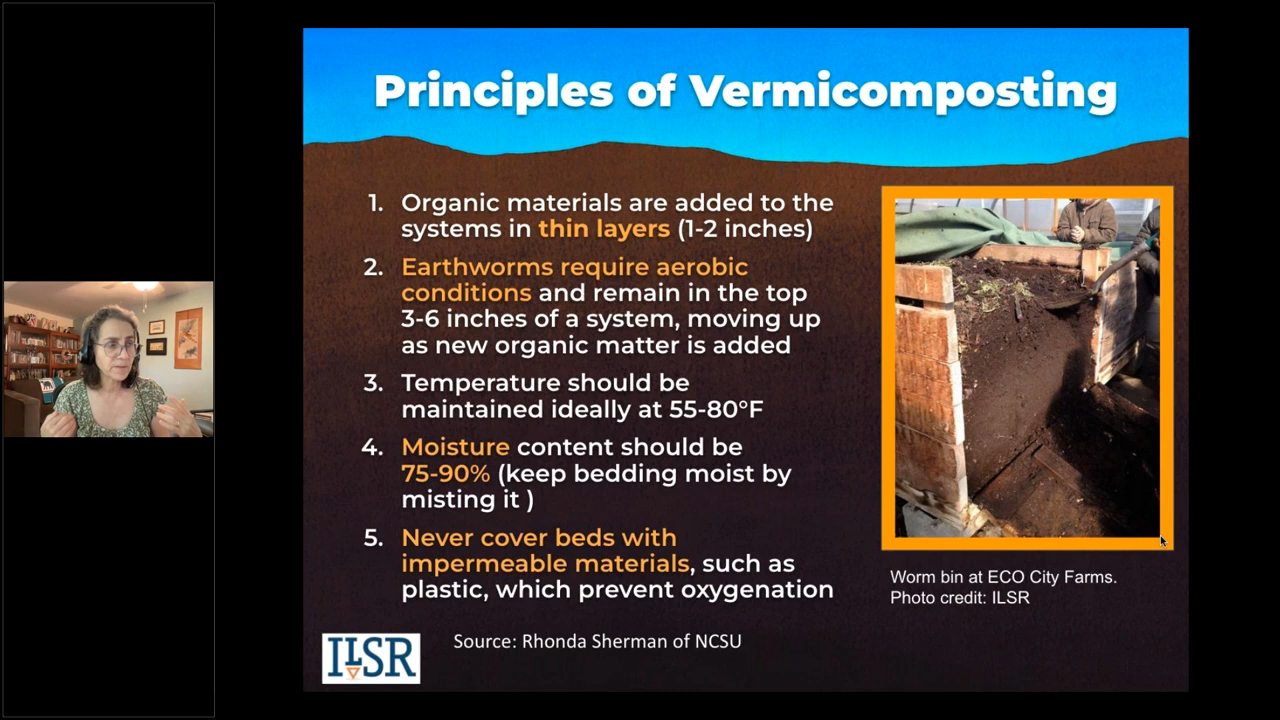 Principles of Vermicomposting
1. Organic materials are added to the
systems in thin layers (1-2 inches)
2. Earthworms require aerobic
conditions and remain in the top
3-6 inches of a system, moving up
as new organic matter is added
3. Temperature should be
maintained ideally at 55-80°F
4. Moisture content should be
75-90% (keep bedding moist by
misting it )
5. Never cover beds with
impermeable materials, such as
plastic, which prevent oxygenation
Worm bin at ECO City Farms.
Photo credit: ILSR
ILSR
Source: Rhonda Sherman of NCSU